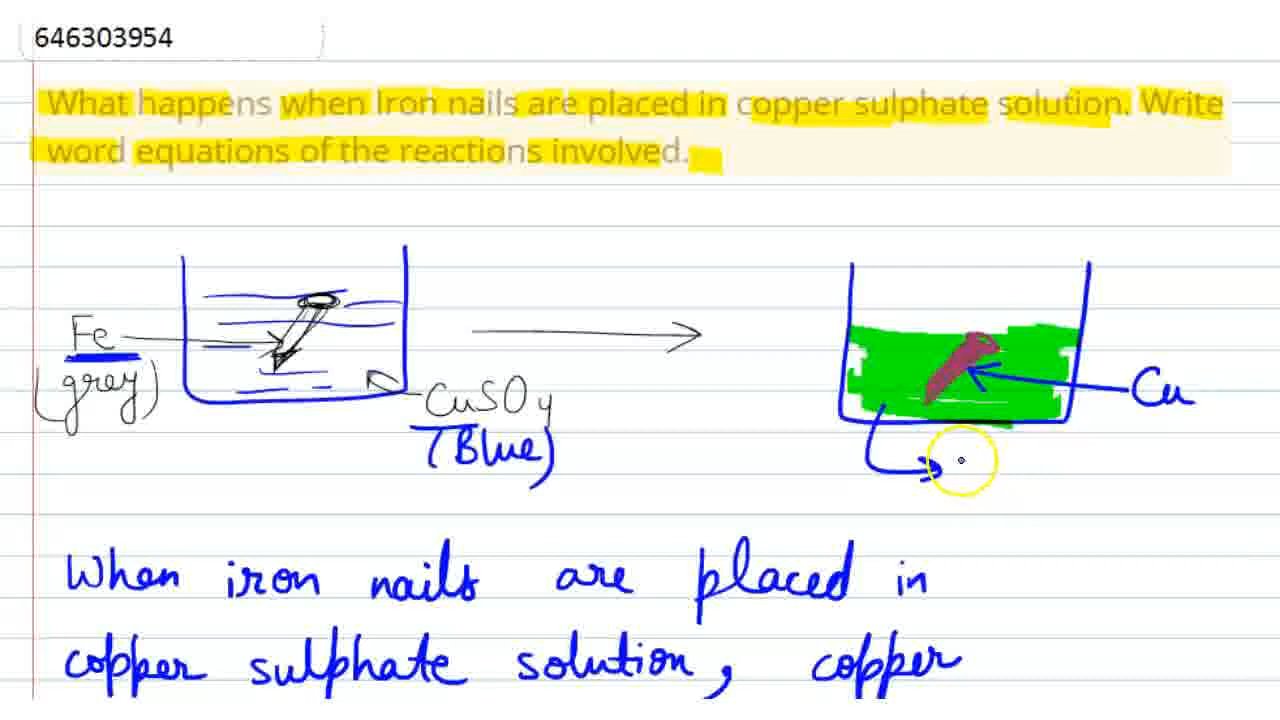 646303954
What happens when Iron nails are placed in copper sulphate solution. Write
word equations of the reactions involved.
Fe
(grey)
CuSO4
(Blue)
Cu
When iron nails are placed in
copper sulphate solution, copper